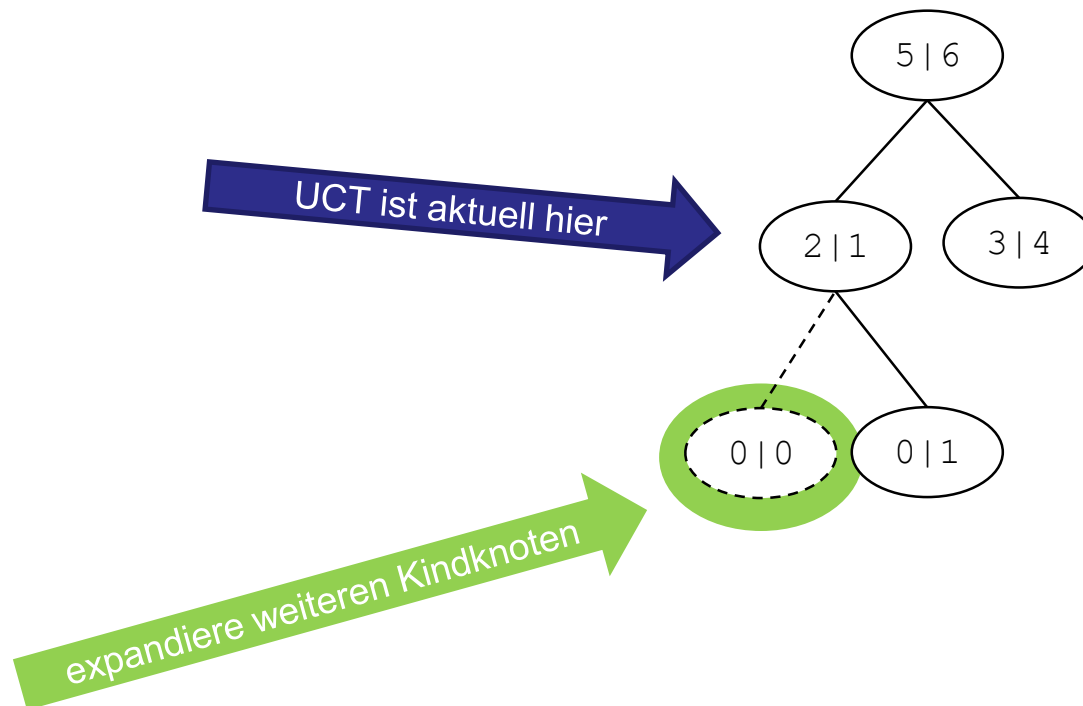 5|6
UCT ist aktuell hier
2|1
3|4
0|0
0|1
expandiere weiteren Kindknoten